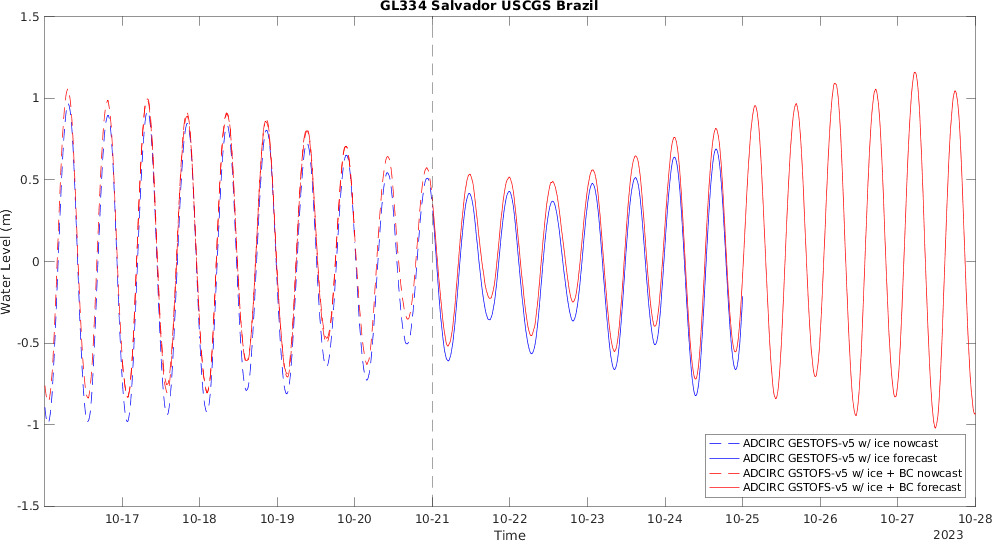 GL334 Salvador USCGS Brazil
1.5
1
0.5
0
-0.5
-1
-1.5
Water Level (m)
ADCIRC GESTOFS-v5 w/ ice nowcast
ADCIRC GESTOFS-v5 w/ ice forecast
ADCIRC GSTOFS-v5 w/ ice + BC nowcast
ADCIRC GSTOFS-v5 w/ ice + BC forecast
10-17 10-18 10-19 10-20 10-21 10-22 10-23 10-24 10-25 10-26 10-27 10-28
Time
2023